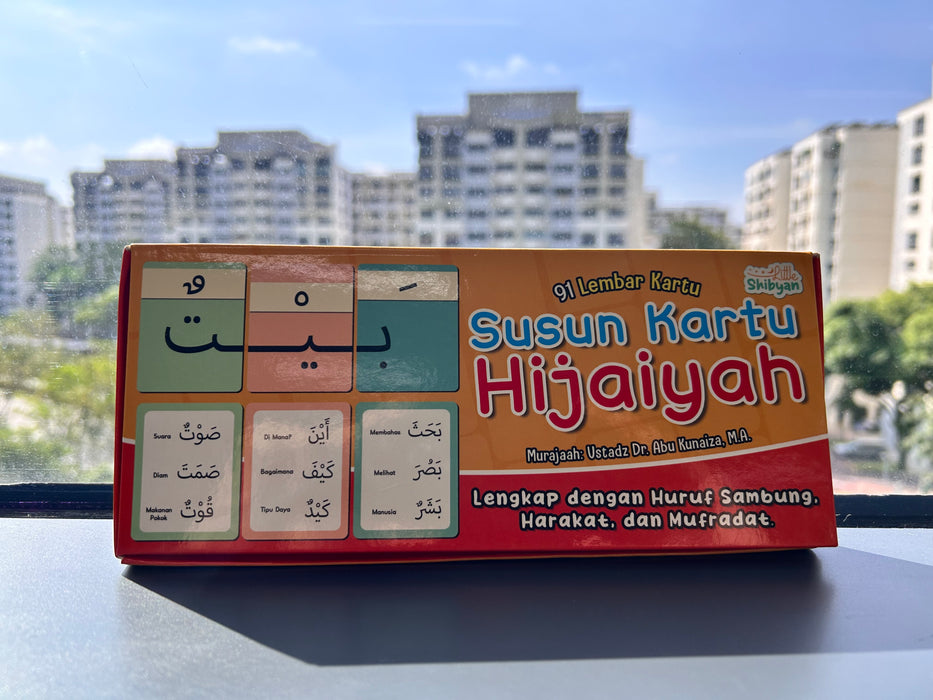 بَيْتٌ
Suara صَوْتٌ
Diam صَمَتَ
Makanan
Pokok قُوْتٌ
Di Mana? أَيْنَ
Bagaimana كَيْفَ
Tipu Daya كَيْدٌ
Membahas بَحَثَ
Melihat بَصُرَ
Manusia بَشَرٌ
Little
Shibyan
91 Lembar Kartu
Susun Kartu
Hijaiyah
Murajaah: Ustadz Dr. Abu Kunaiza, M.A.
Lengkap dengan Huruf Sambung,
Harakat, dan Mufradat.